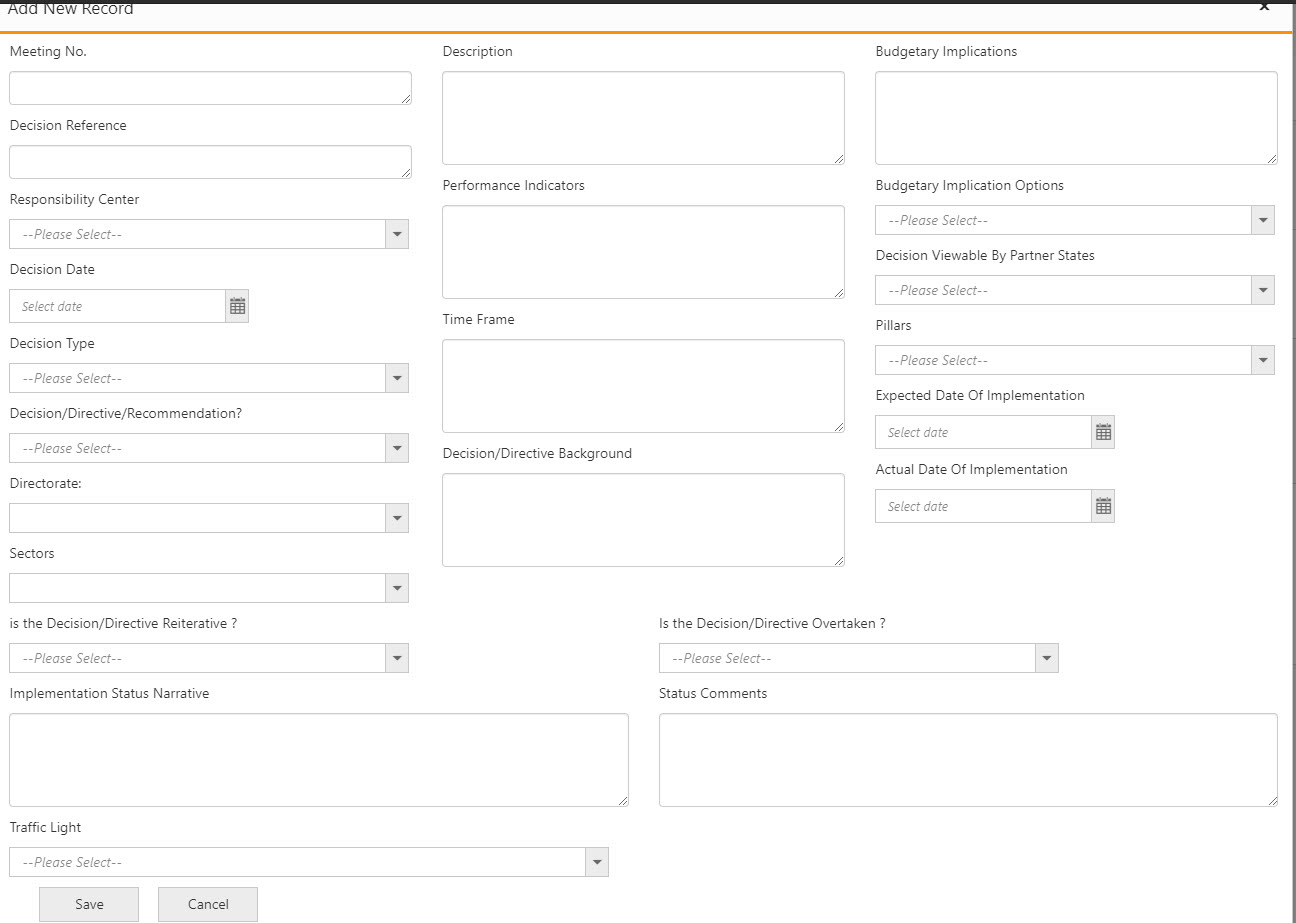 Add New Record
x
Meeting No.
Decision Reference
Responsibility Center
--Please Select--
Decision Date
Select date
Decision Type
--Please Select--
Decision/Directive/Recommendation?
--Please Select--
Directorate:
Sectors
Description
Performance Indicators
Time Frame
Decision/Directive Background
Budgetary Implications
Budgetary Implication Options
--Please Select--
Decision Viewable By Partner States
--Please Select--
Pillars
--Please Select--
Expected Date Of Implementation
Select date
Actual Date Of Implementation
Select date
is the Decision/Directive Reiterative ?
--Please Select--
Is the Decision/Directive Overtaken ?
--Please Select--
Implementation Status Narrative
Status Comments
Traffic Light
--Please Select--
Save
Cancel